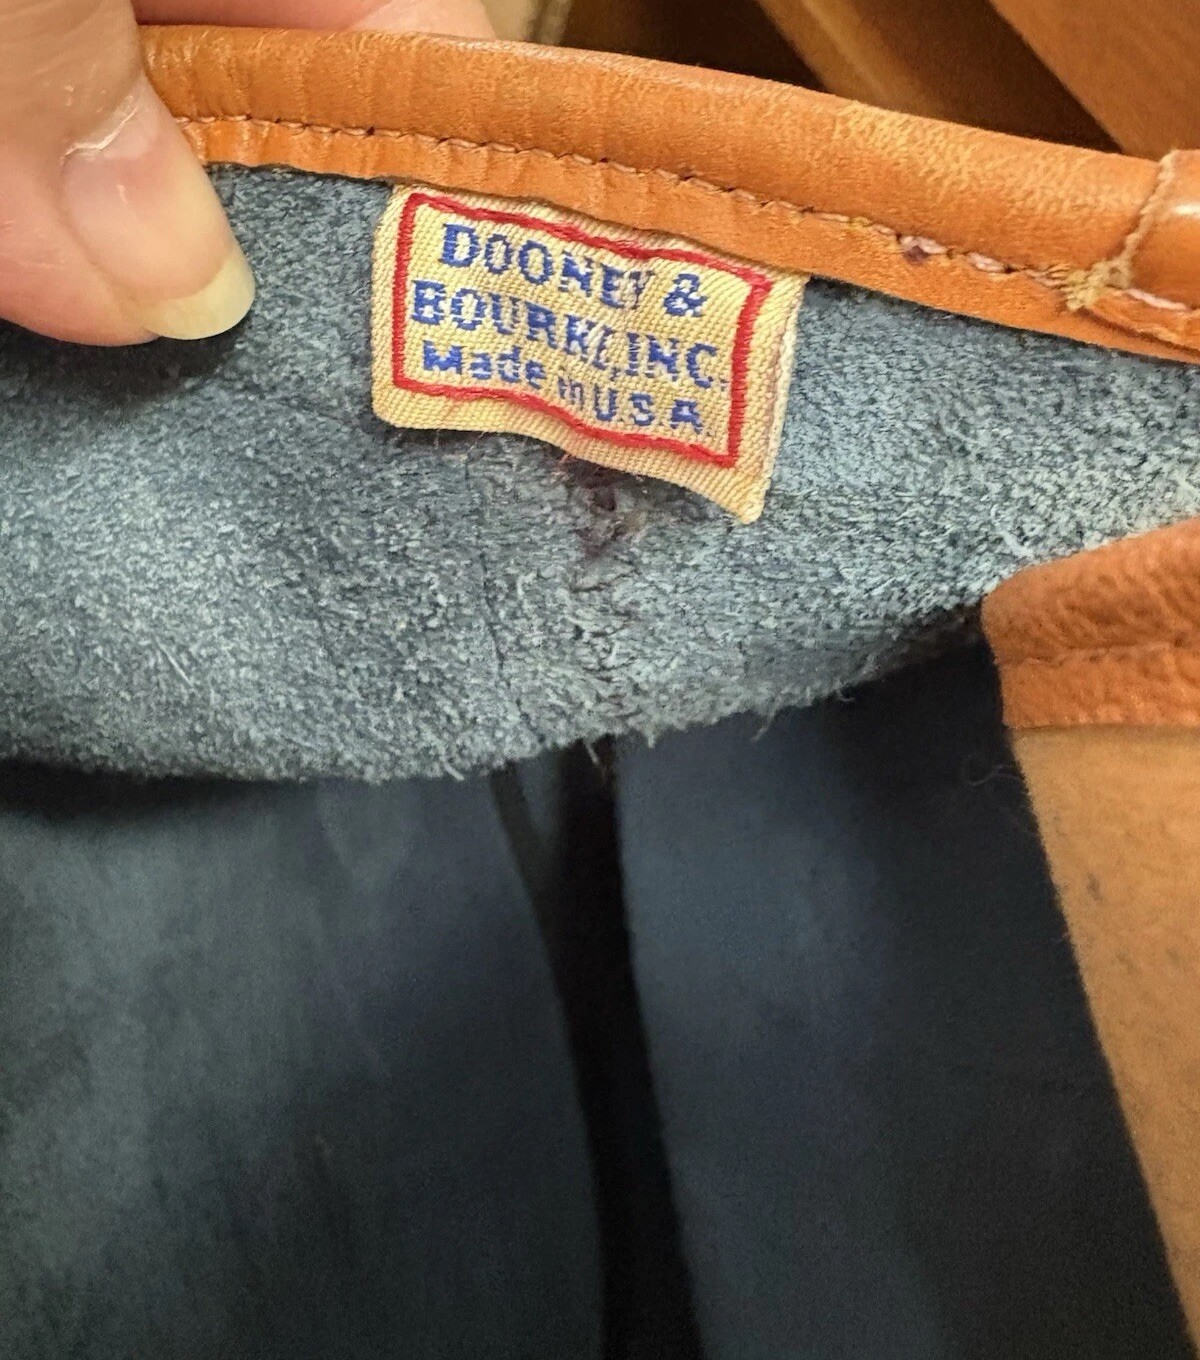 DOONEY &
BOURKE, INC.
Made in U.S.A.